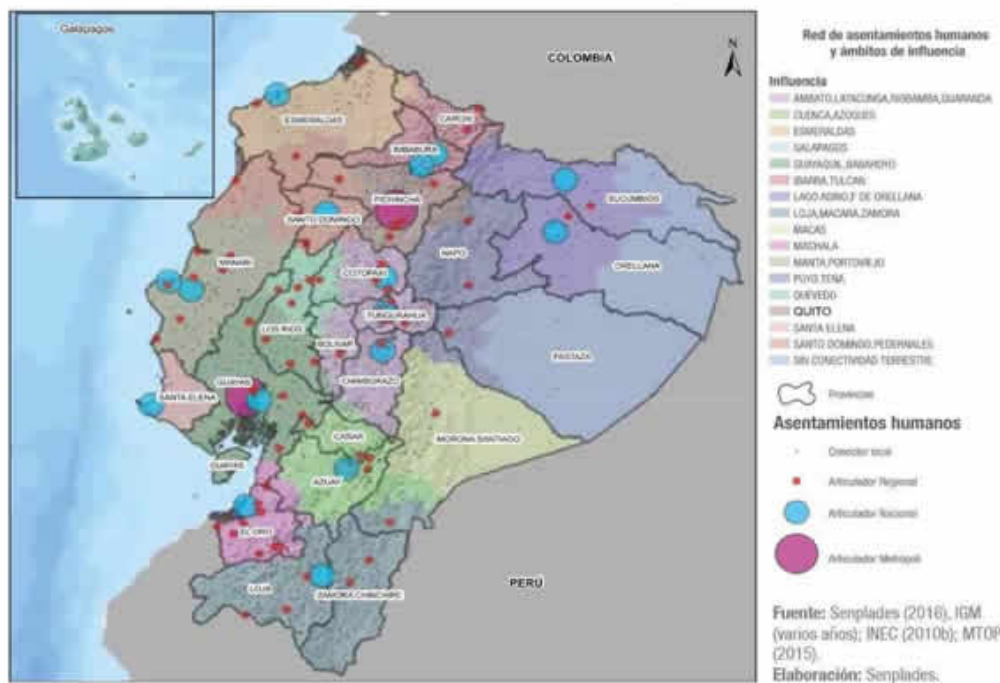 Galápagos
N
COLOMBIA
ESMERALDAS
CARCHI
IMBABURA
PICHINCHA
SANTO DOMINGO
SUCUMBIOS
NAPO
ORELLANA
MANABI
COTOPAXI
TUNGURAHUA
LOS RIOS
BOLIVAR
PASTAZA
CHIMBORAZO
GUAYAS
SANTA ELENA
MORONA SANTIAGO
CAÑAR
GUAYAS
AZUAY
EL ORO
LOJA
ZAMORA CHINCHIPE
PERÚ
Red de asentamientos humanos
y ámbitos de influencia
Influencia
AMBATO,LATACUNGA,RIOBAMBA,GUARANDA
CUENCA,AZOGUES
ESMERALDAS
GALAPAGOS
GUAYAQUIL,BABAHOYO
IBARRA,TULCAN
LAGO AGRIO,F DE ORELLANA
LOJA,MACARA,ZAMORA
MACAS
MACHALA
MANTA,PORTOVIEJO
PUYO,TENA
QUEVEDO
QUITO
SANTA ELENA
SANTO DOMINGO,PEDERNALES
SIN CONECTIVIDAD TERRESTRE
Provincias
Asentamientos humanos
Conector local
Articulador Regional
Articulador Nacional
Articulador Metropoli
Fuente: Senplades (2016), IGM
(varios años); INEC (2010b); MTOP
(2015).
Elaboración: Senplades.